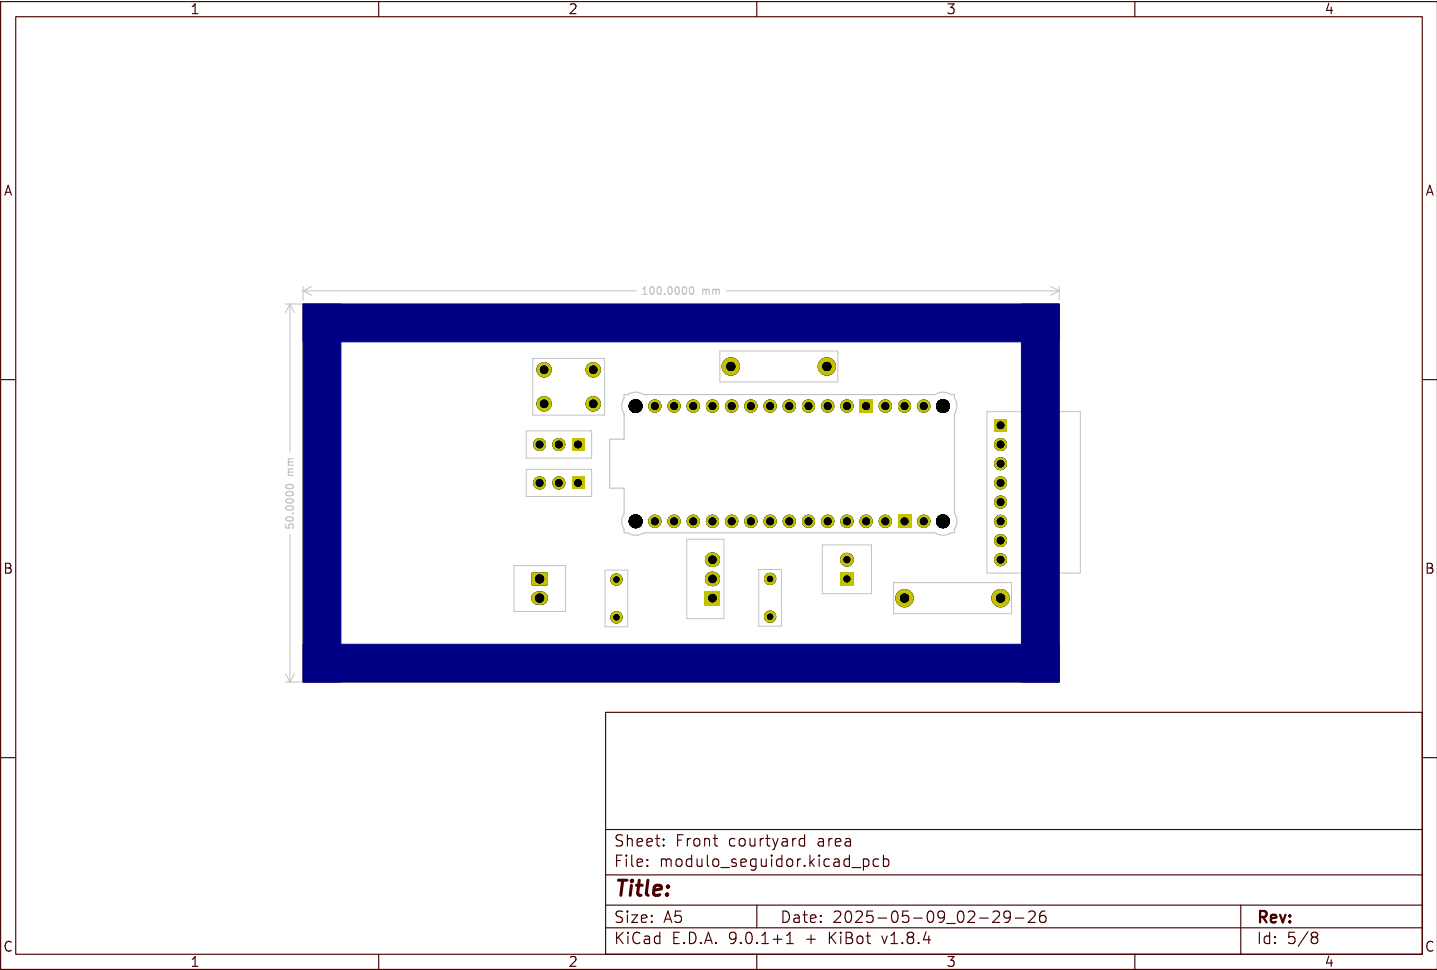 1 2 3 4
A A
100.0000 mm
50.0000 mm
B B
Sheet: Front courtyard area
File: modulo_seguidor.kicad_pcb
Title:
Size: A5 Date: 2025-05-09_02-29-26 Rev:
KiCad E.D.A. 9.0.1+1 + KiBot v1.8.4 Id: 5/8
C C
1 2 3 4